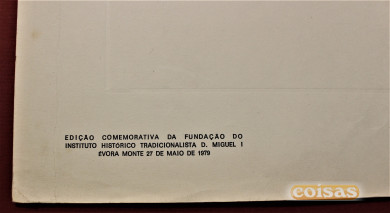 EDIÇÃO COMEMORATIVA DA FUNDAÇÃO DO
INSTITUTO HISTÓRICO TRADICIONALISTA D. MIGUEL I
ÉVORA MONTE 27 DE MAIO DE 1979
coisas